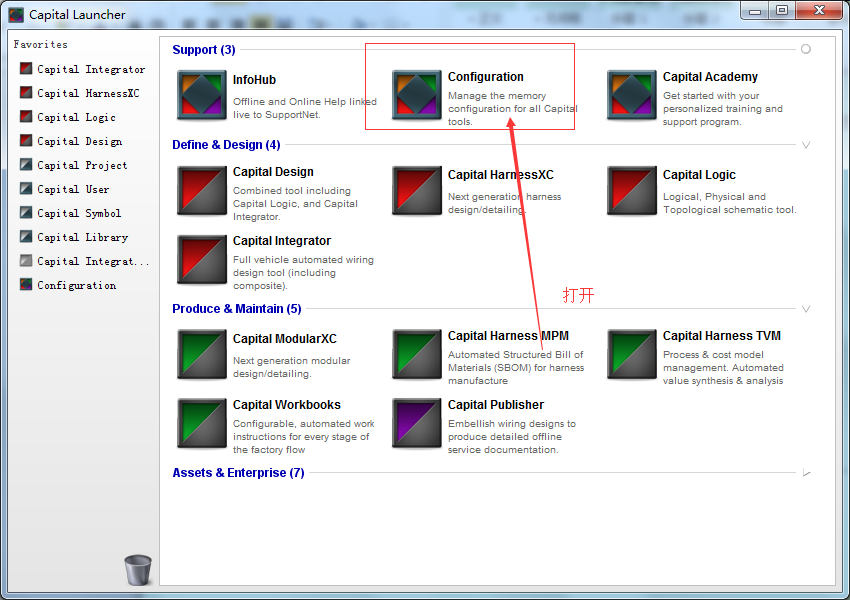 Capital Launcher
Favorites
Capital Integrator
Capital HarnessXC
Capital Logic
Capital Design
Capital Project
Capital User
Capital Symbol
Capital Library
Capital Integrat...
Configuration
Support (3)
InfoHub
Offline and Online Help linked
live to SupportNet.
Configuration
Manage the memory
configuration for all Capital
tools.
Capital Academy
Get started with your
personalized training and
support program.
Define & Design (4)
Capital Design
Combined tool including
Capital Logic, and Capital
Integrator.
Capital HarnessXC
Next generation harness
design/detailing.
Capital Logic
Logical, Physical and
Topological schematic tool.
Capital Integrator
Full vehicle automated wiring
design tool (including
composite).
打开
Produce & Maintain (5)
Capital ModularXC
Next generation modular
design/detailing.
Capital Harness MPM
Automated Structured Bill of
Materials (SBOM) for harness
manufacture
Capital Harness TVM
Process & cost model
management. Automated
value synthesis & analysis
Capital Workbooks
Configurable, automated work
instructions for every stage of
the factory flow
Capital Publisher
Embellish wiring designs to
produce detailed offline
service documentation.
Assets & Enterprise (7)